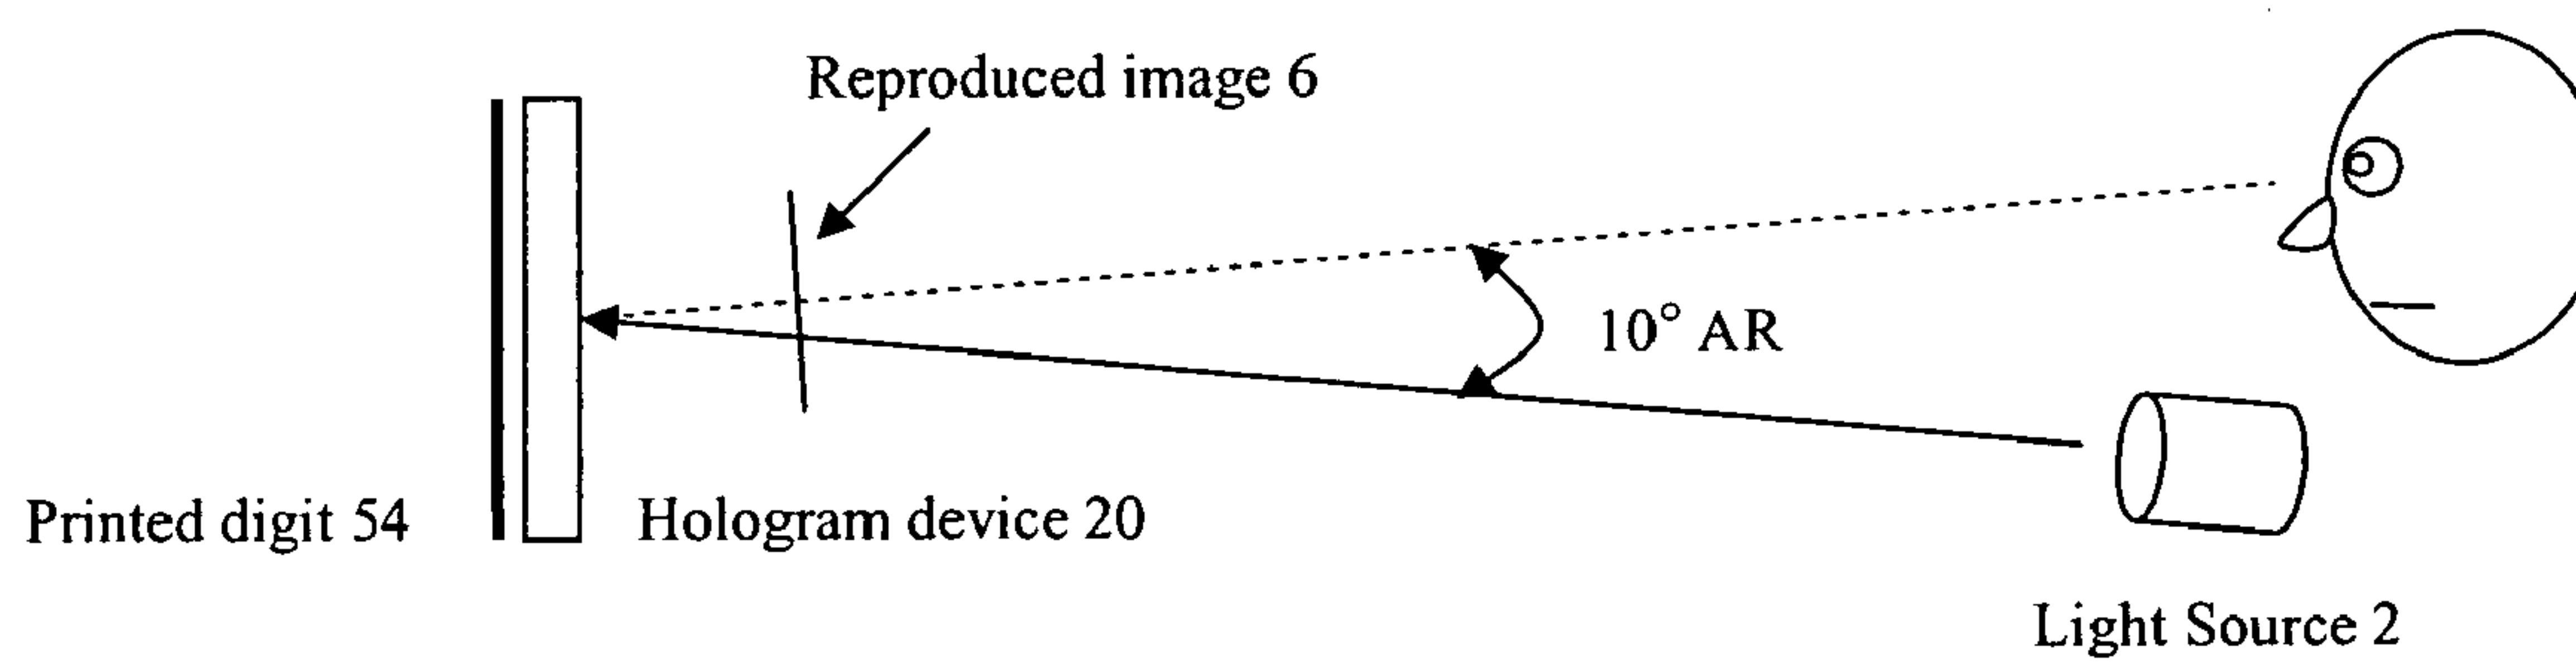 Reproduced image 6
10° AR
Printed digit 54
Hologram device 20
Light Source 2